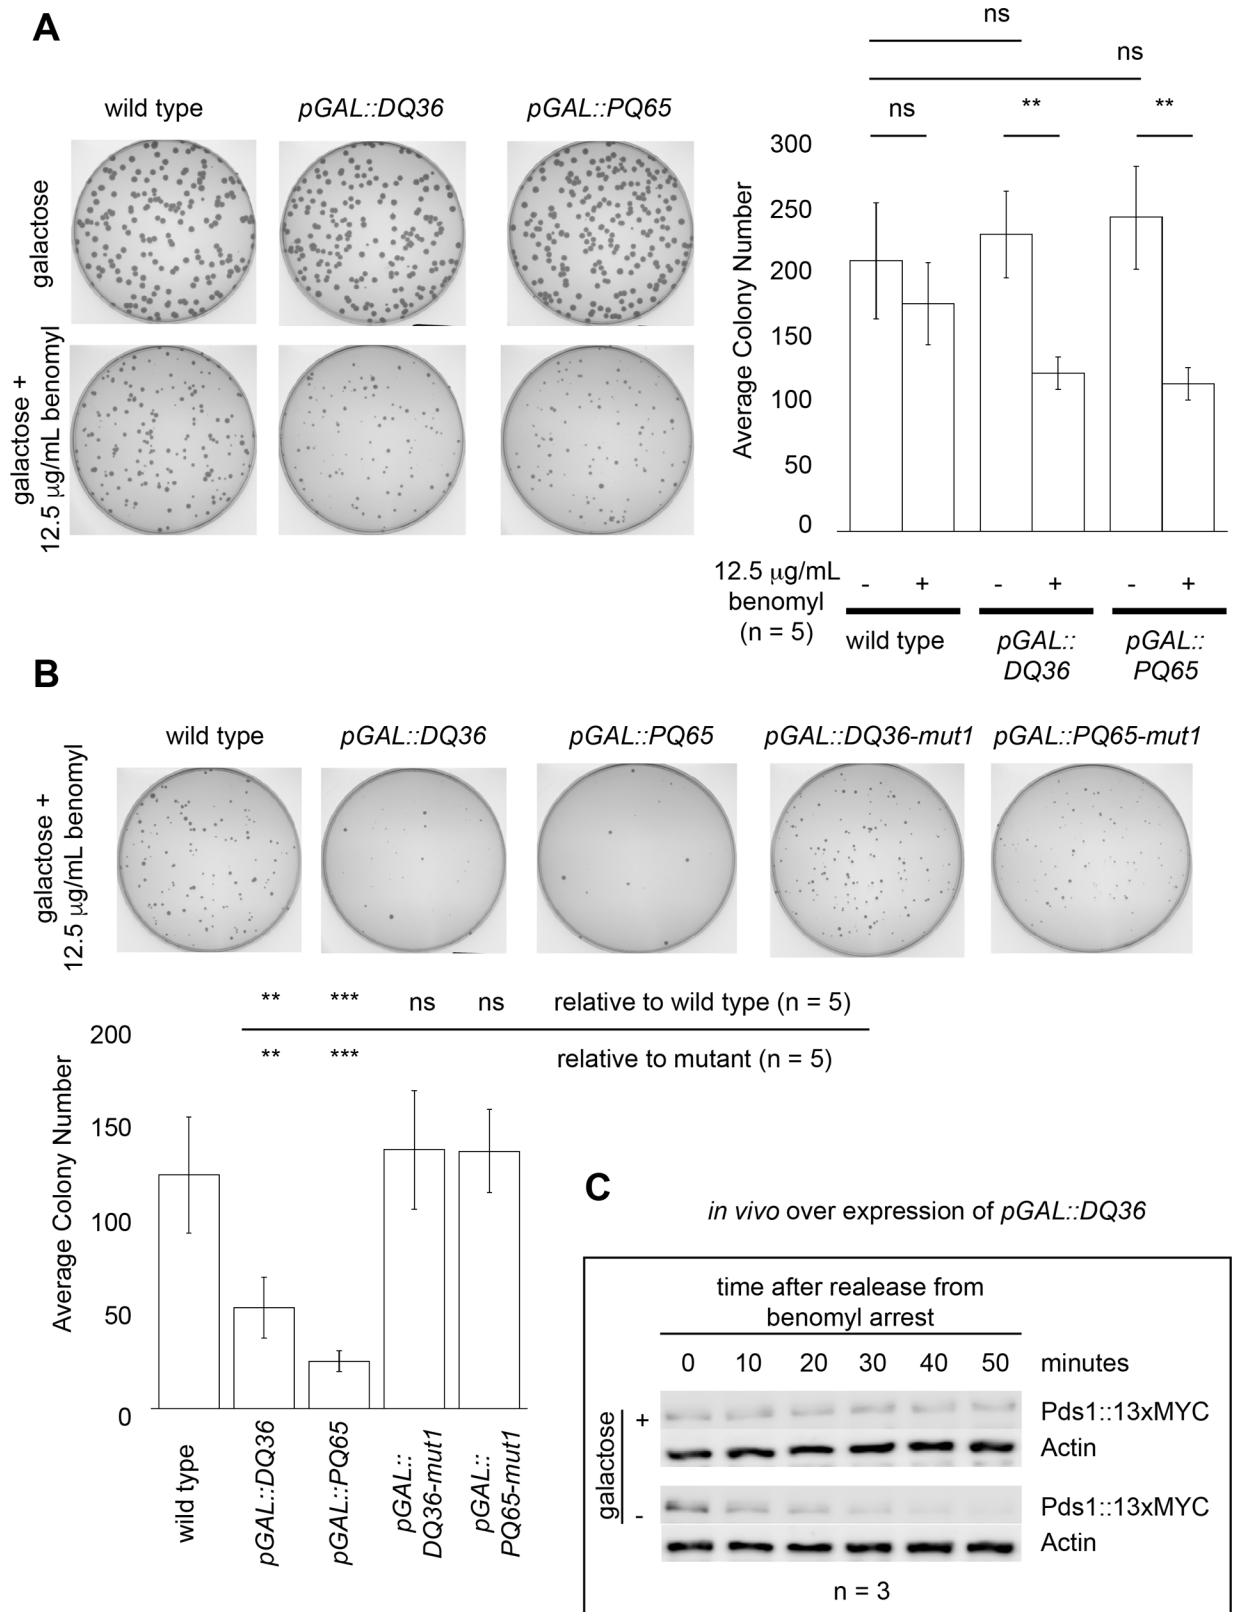 A
wild type
pGAL::DQ36
pGAL::PQ65
galactose
galactose +
12.5 µg/mL benomyl
ns
ns
ns
**
**
Average Colony Number
300
250
200
150
100
50
0
12.5 µg/mL
benomyl
(n = 5)
- + - + - +
wild type
pGAL::
DQ36
pGAL::
PQ65
B
wild type
pGAL::DQ36
pGAL::PQ65
pGAL::DQ36-mut1
pGAL::PQ65-mut1
galactose +
12.5 µg/mL benomyl
** *** ns ns relative to wild type (n = 5)
** *** relative to mutant (n = 5)
Average Colony Number
200
150
100
50
0
wild type
pGAL::DQ36
pGAL::PQ65
pGAL::
DQ36-mut1
pGAL::
PQ65-mut1
C
in vivo over expression of pGAL::DQ36
time after realease from
benomyl arrest
0 10 20 30 40 50 minutes
galactose
+
Pds1::13xMYC
Actin
-
Pds1::13xMYC
Actin
n = 3